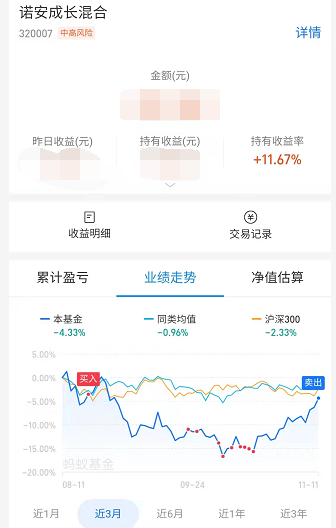 诺安成长混合
320007 中高风险 详情
金额(元)
昨日收益(元) 持有收益(元) 持有收益率
+11.67%
收益明细 交易记录
累计盈亏 业绩走势 净值估算
本基金 同类均值 沪深300
-4.33% -0.96% -2.33%
5.00%
0.00%
-5.00%
-10.00%
-15.00%
-20.00%
买入
卖出
蚂蚁基金
08-11 09-24 11-11
近1月 近3月 近6月 近1年 近3年